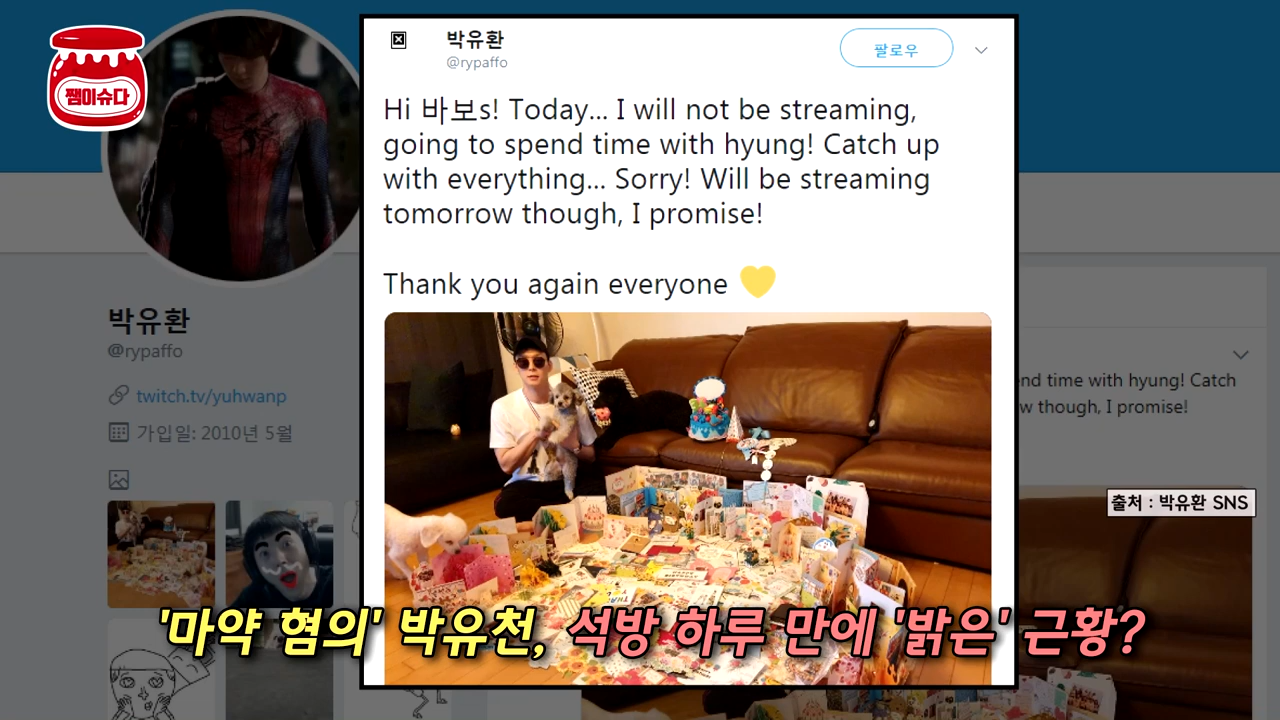 쨈이슈다
박유환
@rypaffo
팔로우
Hi 바보s! Today... I will not be streaming,
going to spend time with hyung! Catch up
with everything... Sorry! Will be streaming
tomorrow though, I promise!
Thank you again everyone 💛
박유환
@rypaffo
twitch.tv/yuhwanp
가입일: 2010년 5월
nd time with hyung! Catch
w though, I promise!
출처 : 박유환 SNS
'마약 혐의' 박유천, 석방 하루 만에 '밝은' 근황?